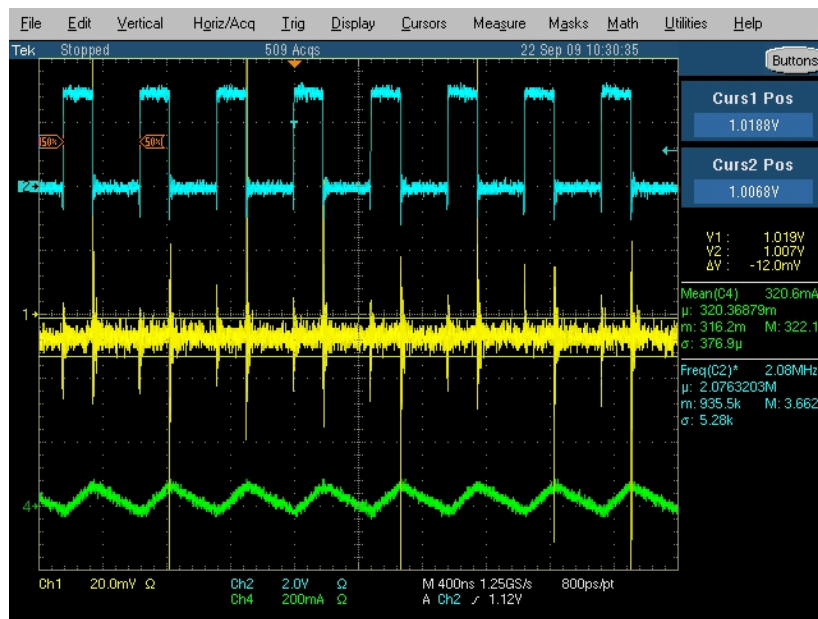 File Edit Vertical Horiz/Acq Trig Display Cursors Measure Masks Math Utilities Help
Tek Stopped 509 Acqs 22 Sep 09 10:30:35
Buttons
Curs1 Pos
1.0188V
Curs2 Pos
1.0068V
50% 50%
T
2
V1 : 1.019V
V2 : 1.007V
ΔV : -12.0mV
1
Mean(C4) 320.6mA
µ: 320.36879m
m: 316.2m M: 322.1
σ: 376.9µ
Freq(C2)* 2.08MHz
µ: 2.0763203M
m: 935.5k M: 3.662
σ: 5.28k
4
Ch1 20.0mV Ω Ch2 2.0V Ω M 400ns 1.25GS/s 800ps/pt
Ch4 200mA Ω A Ch2 1.12V